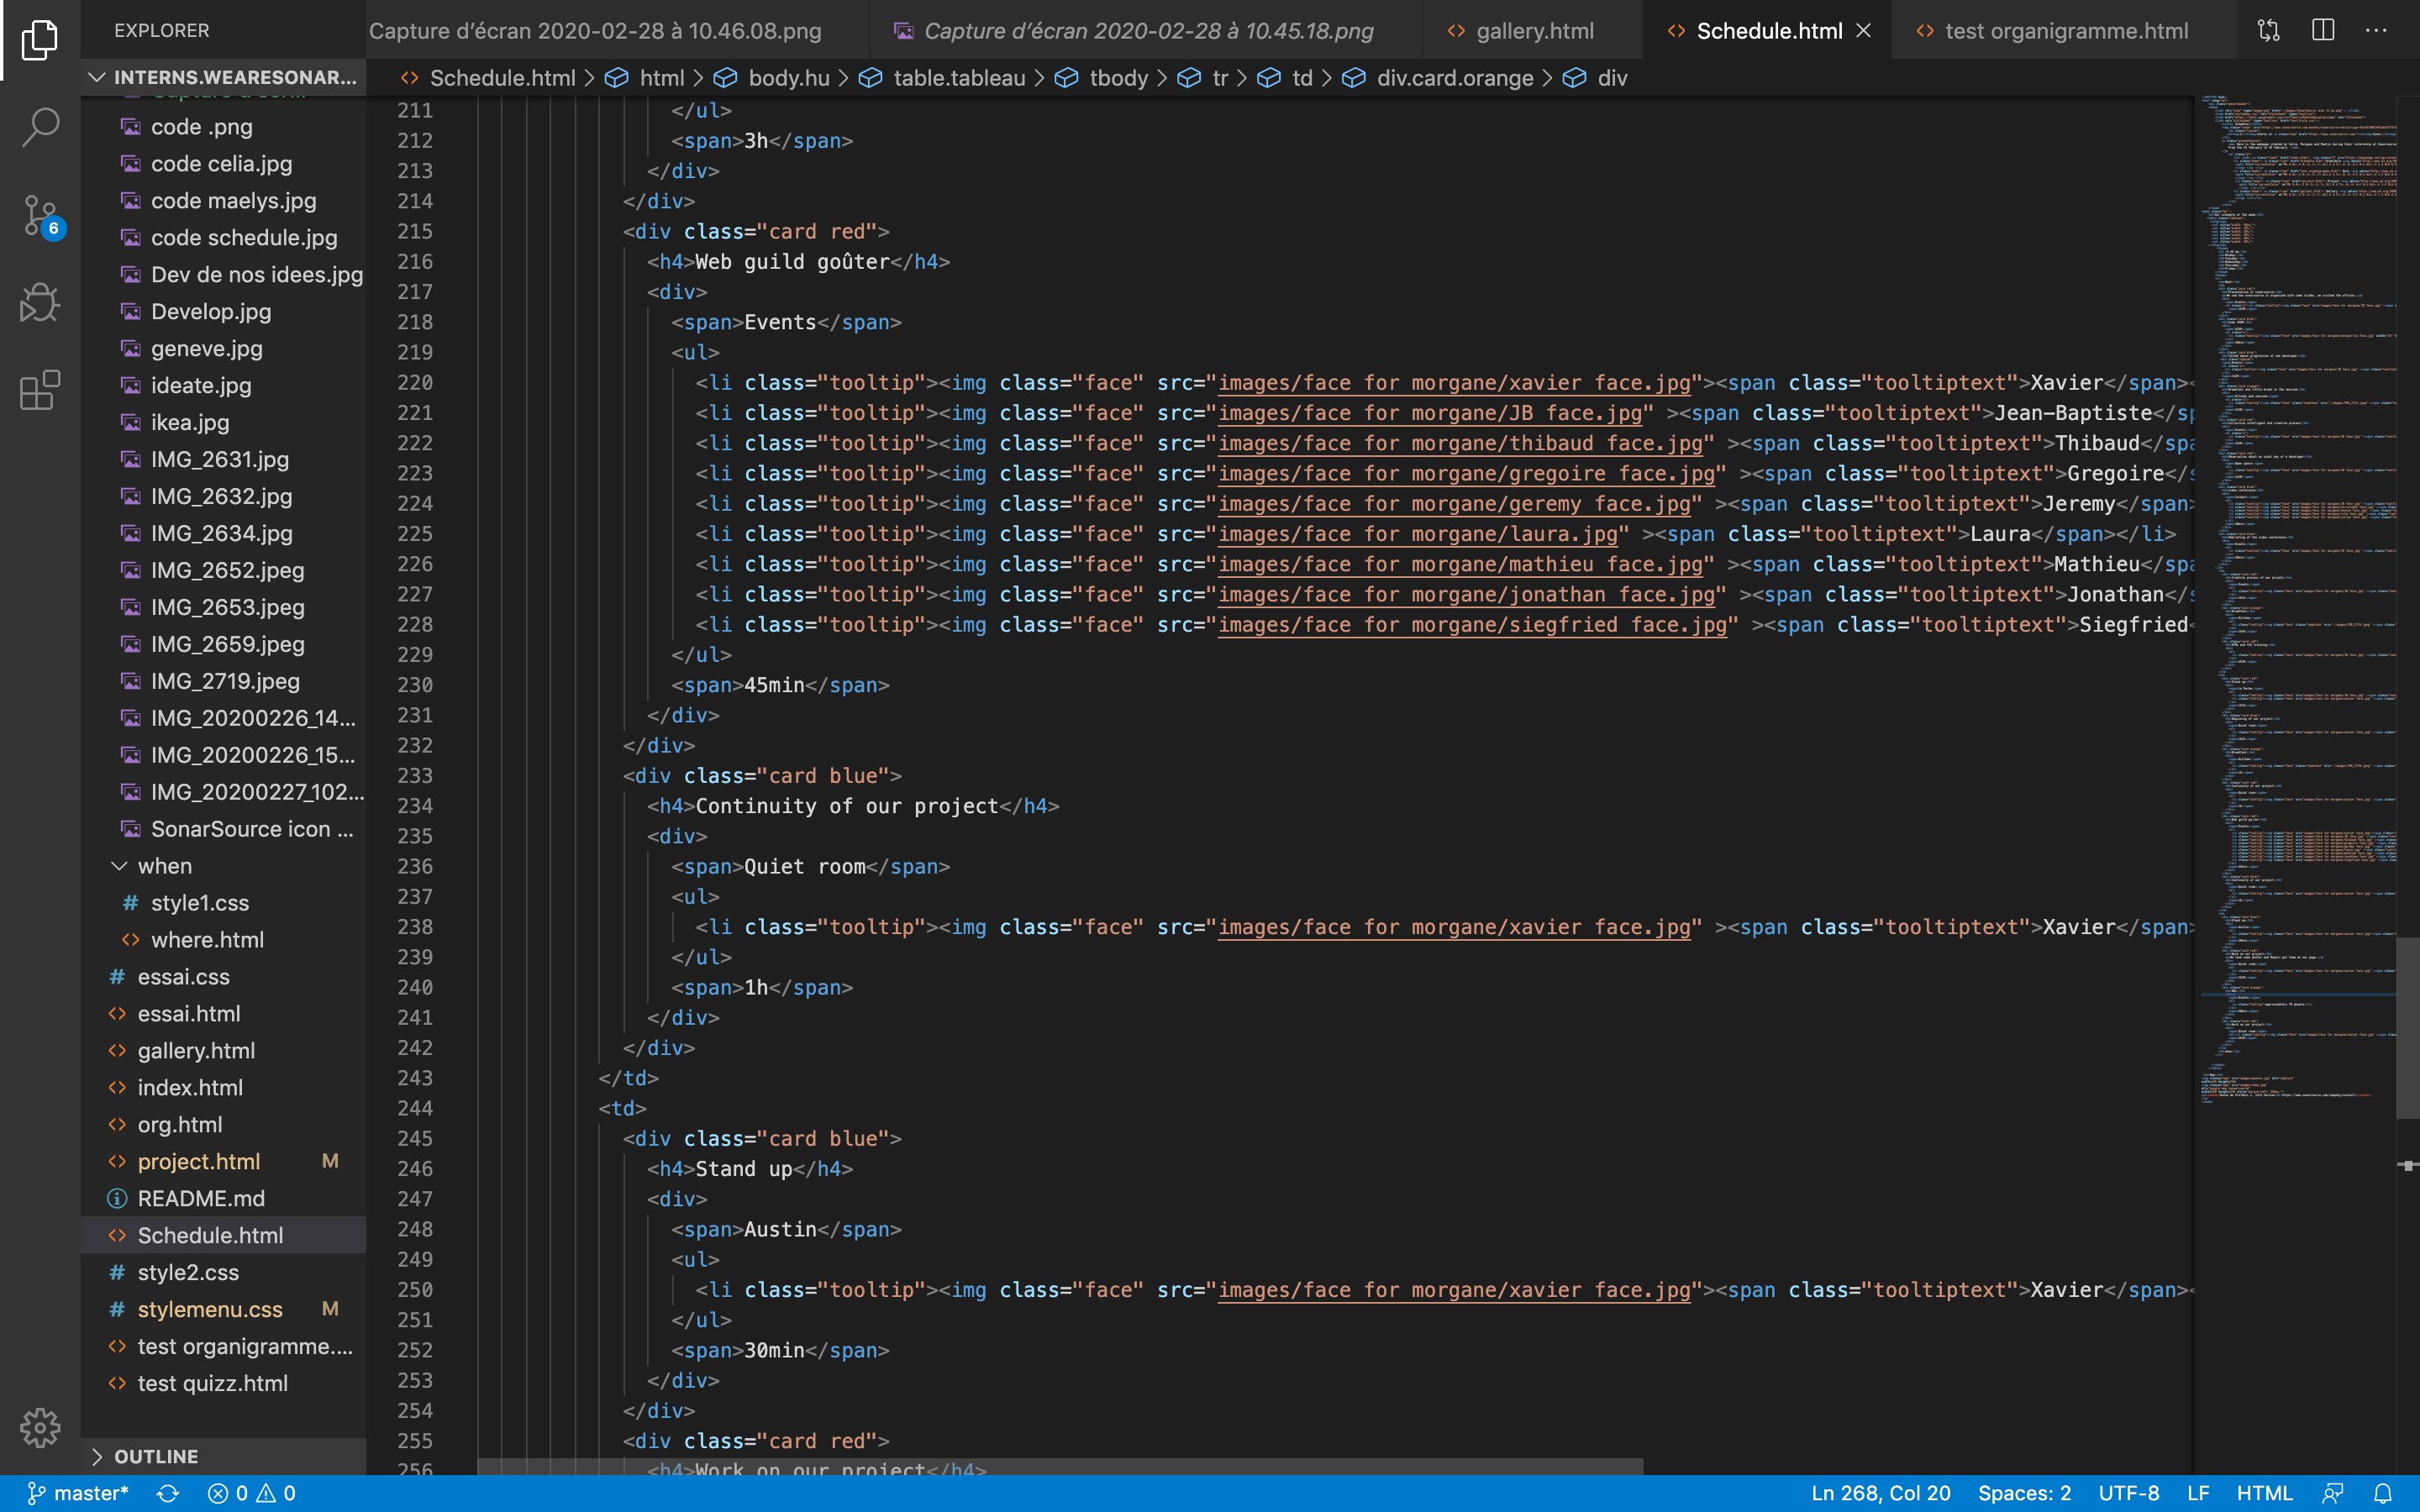 EXPLORER
Capture d’écran 2020-02-28 à 10.46.08.png
Capture d’écran 2020-02-28 à 10.45.18.png
gallery.html
Schedule.html
test organigramme.html
INTERNS.WEARESONAR...
Schedule.html > html > body.hu > table.tableau > tbody > tr > td > div.card.orange > div
code .png
code celia.jpg
code maelys.jpg
code schedule.jpg
Dev de nos idees.jpg
Develop.jpg
geneve.jpg
ideate.jpg
ikea.jpg
IMG_2631.jpg
IMG_2632.jpg
IMG_2634.jpg
IMG_2652.jpeg
IMG_2653.jpeg
IMG_2659.jpeg
IMG_2719.jpeg
IMG_20200226_14...
IMG_20200226_15...
IMG_20200227_102...
SonarSource icon ...
when
# style1.css
<> where.html
# essai.css
<> essai.html
<> gallery.html
<> index.html
<> org.html
<> project.html M
README.md
<> Schedule.html
# style2.css
# stylemenu.css M
<> test organigramme....
<> test quizz.html
OUTLINE
6
211 </ul>
212 <span>3h</span>
213 </div>
214 </div>
215 <div class="card red">
216 <h4>Web guild goûter</h4>
217 <div>
218 <span>Events</span>
219 <ul>
220 <li class="tooltip"><img class="face" src="images/face for morgane/xavier face.jpg"><span class="tooltiptext">Xavier</span><
221 <li class="tooltip"><img class="face" src="images/face for morgane/JB face.jpg" ><span class="tooltiptext">Jean-Baptiste</sp
222 <li class="tooltip"><img class="face" src="images/face for morgane/thibaud face.jpg" ><span class="tooltiptext">Thibaud</spa
223 <li class="tooltip"><img class="face" src="images/face for morgane/gregoire face.jpg" ><span class="tooltiptext">Gregoire</s
224 <li class="tooltip"><img class="face" src="images/face for morgane/geremy face.jpg" ><span class="tooltiptext">Jeremy</span>
225 <li class="tooltip"><img class="face" src="images/face for morgane/laura.jpg" ><span class="tooltiptext">Laura</span></li>
226 <li class="tooltip"><img class="face" src="images/face for morgane/mathieu face.jpg" ><span class="tooltiptext">Mathieu</spa
227 <li class="tooltip"><img class="face" src="images/face for morgane/jonathan face.jpg" ><span class="tooltiptext">Jonathan</s
228 <li class="tooltip"><img class="face" src="images/face for morgane/siegfried face.jpg" ><span class="tooltiptext">Siegfried<
229 </ul>
230 <span>45min</span>
231 </div>
232 </div>
233 <div class="card blue">
234 <h4>Continuity of our project</h4>
235 <div>
236 <span>Quiet room</span>
237 <ul>
238 <li class="tooltip"><img class="face" src="images/face for morgane/xavier face.jpg" ><span class="tooltiptext">Xavier</span>
239 </ul>
240 <span>1h</span>
241 </div>
242 </div>
243 </td>
244 <td>
245 <div class="card blue">
246 <h4>Stand up</h4>
247 <div>
248 <span>Austin</span>
249 <ul>
250 <li class="tooltip"><img class="face" src="images/face for morgane/xavier face.jpg"><span class="tooltiptext">Xavier</span><
251 </ul>
252 <span>30min</span>
253 </div>
254 </div>
255 <div class="card red">
256 <h4>Work on our project</h4>
master* 0 0
Ln 268, Col 20 Spaces: 2 UTF-8 LF HTML